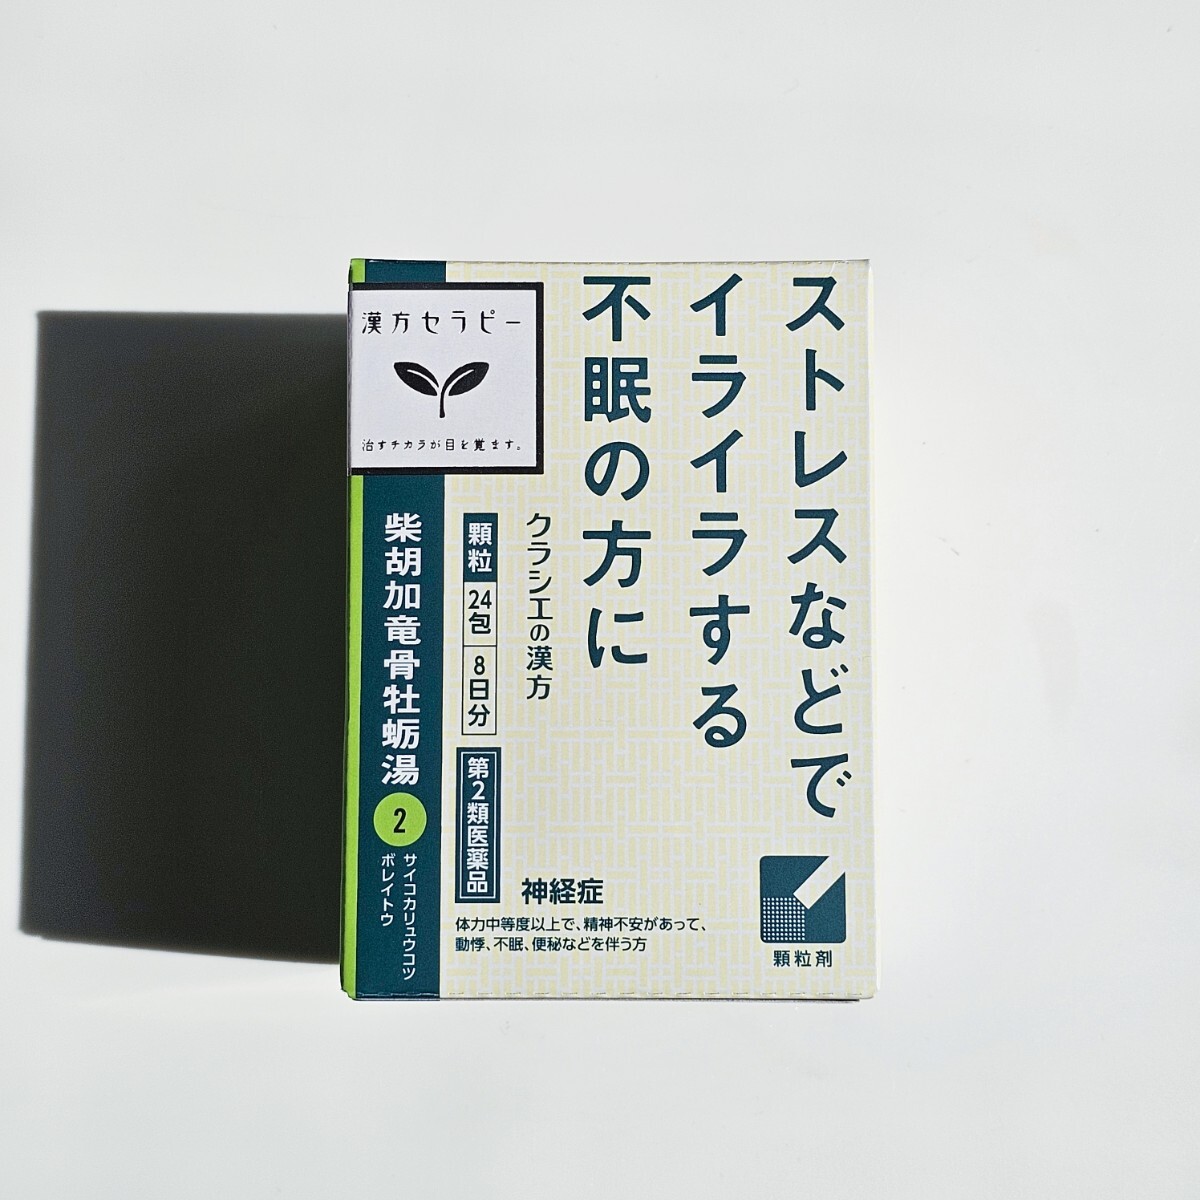 ストレスなどで
イライラする
不眠の方に
漢方セラピー
治すチカラが目を覚ます。
クラシエの漢方
顆粒 24包 8日分
第2類医薬品
柴胡加竜骨牡蛎湯 2
サイコカリュウコツ
ボレイトウ
神経症
体力中等度以上で、精神不安があって、
動悸、不眠、便秘などを伴う方
顆粒剤